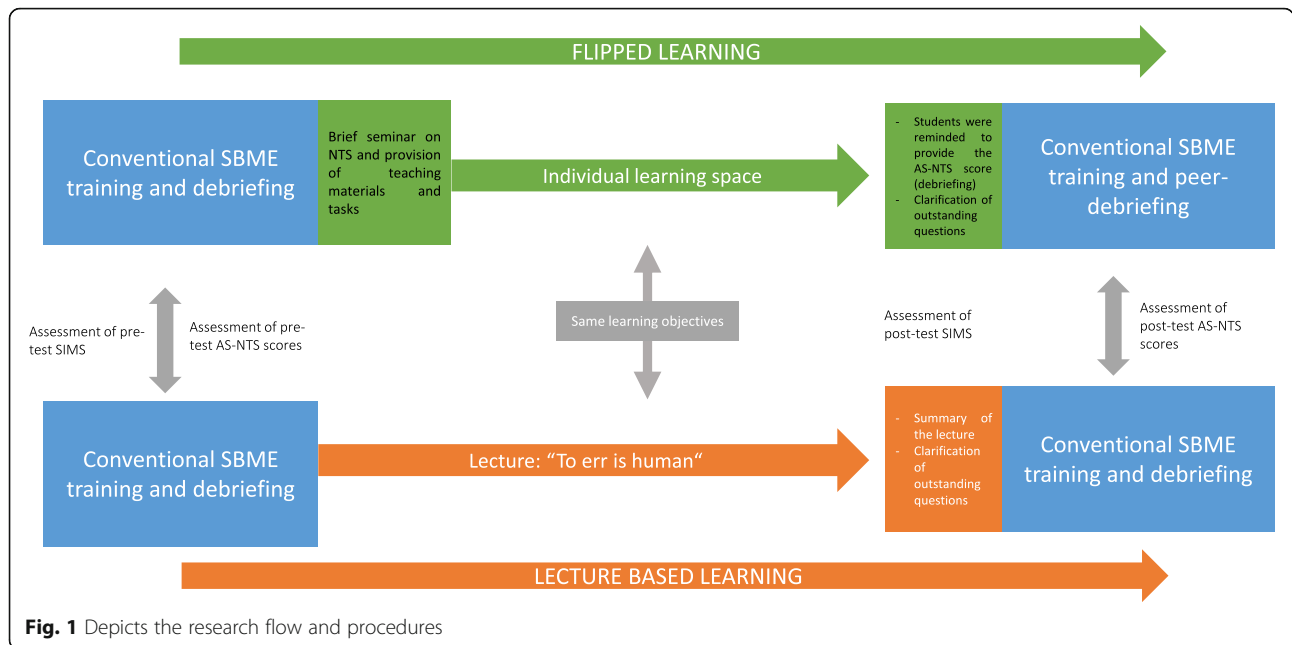 FLIPPED LEARNING
Conventional SBME
training and debriefing
Brief seminar on
NTS and provision
of teaching
materials and
tasks
Individual learning space
- Students were
reminded to
provide the
AS-NTS score
(debriefing)
- Clarification of
outstanding
questions
Conventional SBME
training and peer-
debriefing
Assessment of pre-
test SIMS
Assessment of pre-
test AS-NTS scores
Same learning objectives
Assessment of
post-test SIMS
Assessment of
post-test AS-NTS
scores
Conventional SBME
training and debriefing
Lecture: "To err is human“
- Summary of
the lecture
- Clarification
of
outstanding
questions
Conventional SBME
training and debriefing
LECTURE BASED LEARNING
Fig. 1 Depicts the research flow and procedures